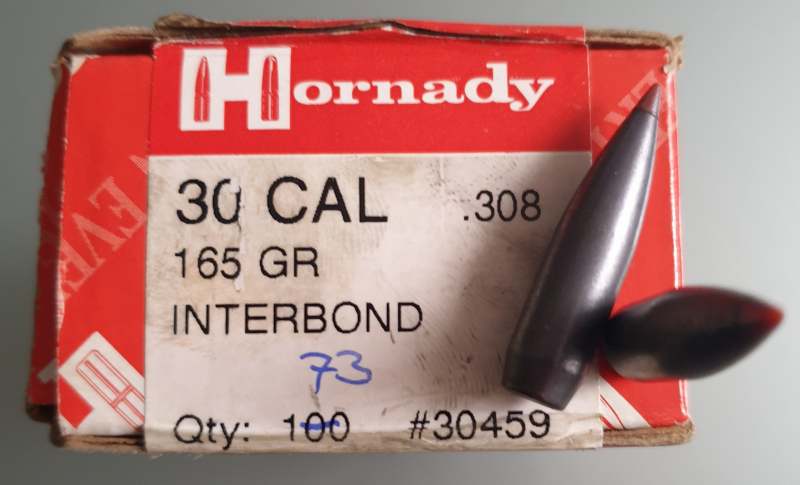 Hornady
30 CAL .308
165 GR
INTERBOND
73
Qty: 100 #30459